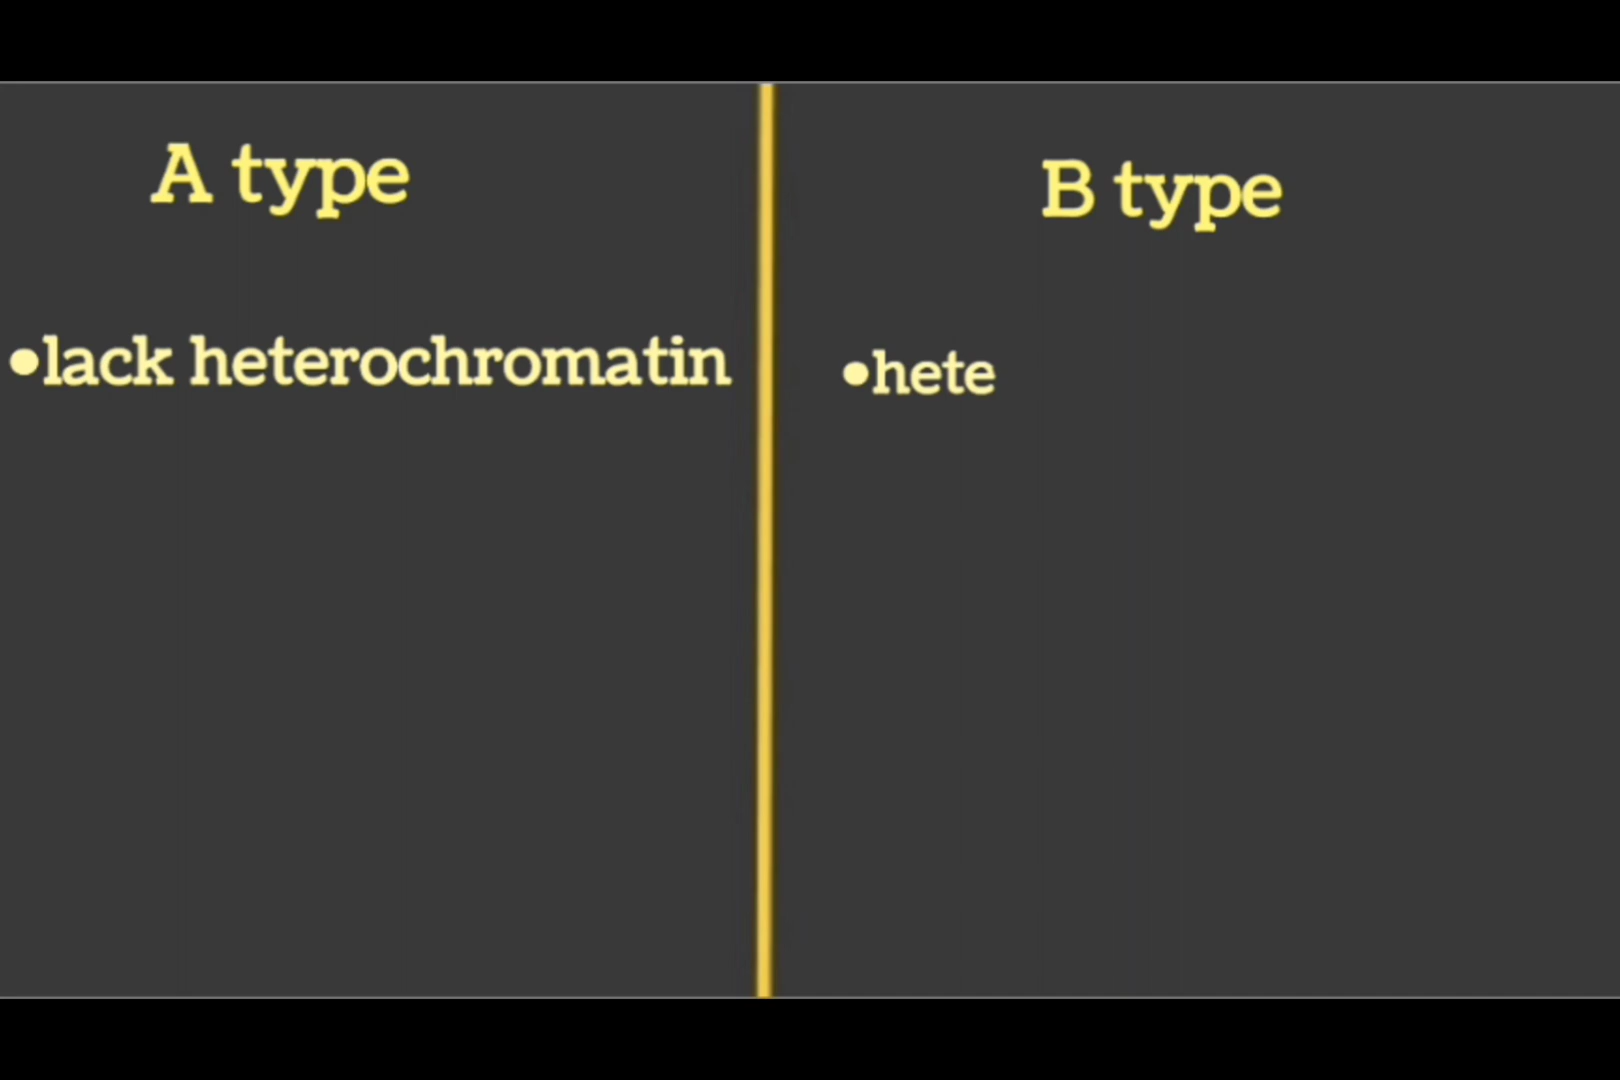 A type
•lack heterochromatin
B type
•hete